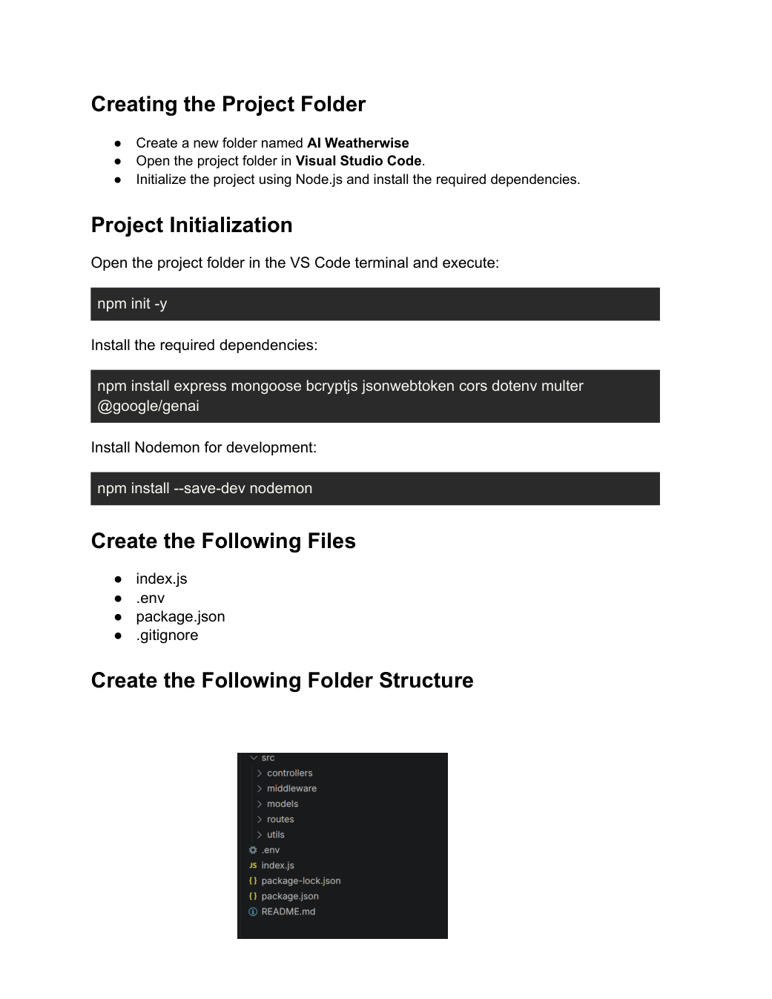 Creating the Project Folder
● Create a new folder named AI Weatherwise
● Open the project folder in Visual Studio Code.
● Initialize the project using Node.js and install the required dependencies.
Project Initialization
Open the project folder in the VS Code terminal and execute:
npm init -y
Install the required dependencies:
npm install express mongoose bcryptjs jsonwebtoken cors dotenv multer
@google/genai
Install Nodemon for development:
npm install --save-dev nodemon
Create the Following Files
● index.js
● .env
● package.json
● .gitignore
Create the Following Folder Structure
src
controllers
middleware
models
routes
utils
.env
JS index.js
{} package-lock.json
{} package.json
README.md